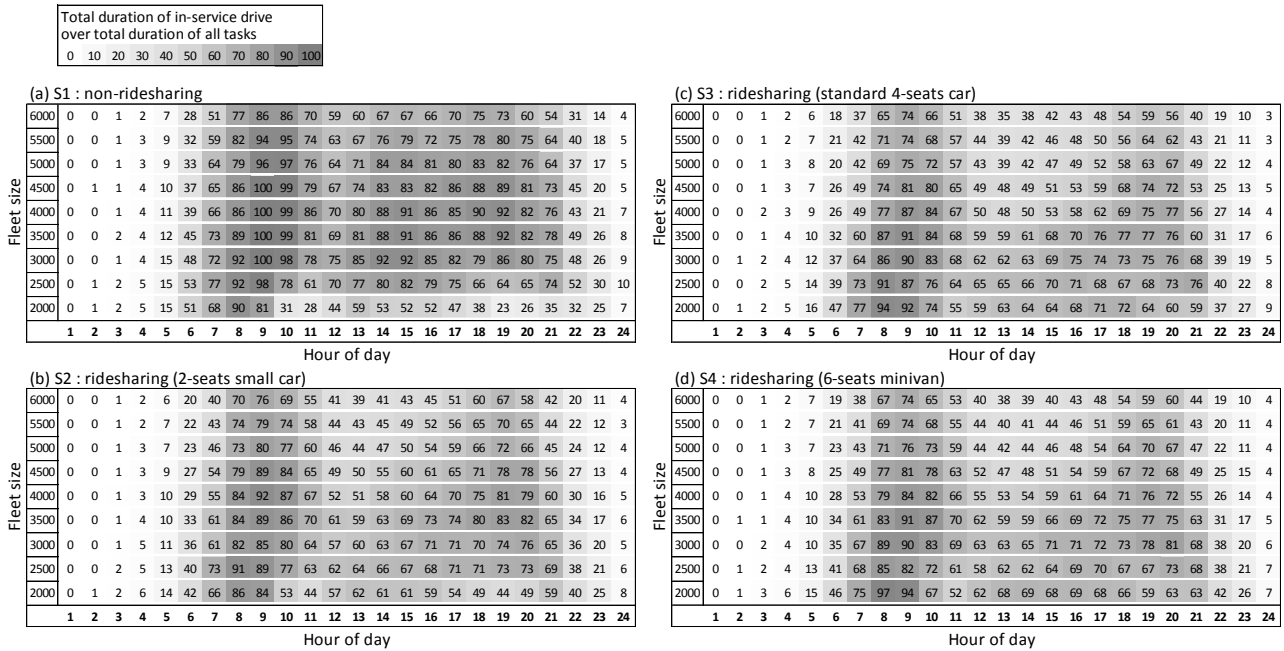 Total duration of in-service drive
over total duration of all tasks
0 10 20 30 40 50 60 70 80 90 100
(a) S1 : non-ridesharing
Fleet size
6000 0 0 1 2 7 28 51 77 86 86 70 59 60 67 67 66 70 75 73 60 54 31 14 4
5500 0 0 1 3 9 32 59 82 94 95 74 63 67 76 79 72 75 78 80 75 64 40 18 5
5000 0 0 1 3 9 33 64 79 96 97 76 64 71 84 84 81 80 83 82 76 64 37 17 5
4500 0 1 1 4 10 37 65 86 100 99 79 67 74 83 83 82 86 88 89 81 73 45 20 5
4000 0 0 1 4 11 39 66 86 100 99 86 70 80 88 91 86 85 90 92 82 76 43 21 7
3500 0 0 2 4 12 45 73 89 100 99 81 69 81 88 91 86 86 88 92 82 78 49 26 8
3000 0 0 1 4 15 48 72 92 100 98 78 75 85 92 92 85 82 79 86 80 75 48 26 9
2500 0 1 2 5 15 53 77 92 98 78 61 70 77 80 82 79 75 66 64 65 74 52 30 10
2000 0 1 2 5 15 51 68 90 81 31 28 44 59 53 52 52 47 38 23 26 35 32 25 7
1 2 3 4 5 6 7 8 9 10 11 12 13 14 15 16 17 18 19 20 21 22 23 24
Hour of day
(b) S2 : ridesharing (2-seats small car)
Fleet size
6000 0 0 1 2 6 20 40 70 76 69 55 41 39 41 43 45 51 60 67 58 42 20 11 4
5500 0 0 1 2 7 22 43 74 79 74 58 44 43 45 49 52 56 65 70 65 44 22 12 3
5000 0 0 1 3 7 23 46 73 80 77 60 46 44 47 50 54 59 66 72 66 45 24 12 4
4500 0 0 1 3 9 27 54 79 89 84 65 49 50 55 60 61 65 71 78 78 56 27 13 4
4000 0 0 1 3 10 29 55 84 92 87 67 52 51 58 60 64 70 75 81 79 60 30 16 5
3500 0 0 1 4 10 33 61 84 89 86 70 61 59 63 69 73 74 80 83 82 65 34 17 6
3000 0 0 1 5 11 36 61 82 85 80 64 57 60 63 67 71 71 70 74 76 65 36 20 5
2500 0 0 2 5 13 40 73 91 89 77 63 62 64 66 67 68 71 71 73 73 69 38 21 6
2000 0 1 2 6 14 42 66 86 84 53 44 57 62 61 61 59 54 49 44 49 59 40 25 8
1 2 3 4 5 6 7 8 9 10 11 12 13 14 15 16 17 18 19 20 21 22 23 24
Hour of day
(c) S3 : ridesharing (standard 4-seats car)
Fleet size
6000 0 0 1 2 6 18 37 65 74 66 51 38 35 38 42 43 48 54 59 56 40 19 10 3
5500 0 0 1 2 7 21 42 71 74 68 57 44 39 42 46 48 50 56 64 62 43 21 11 3
5000 0 0 1 3 8 20 42 69 75 72 57 43 39 42 47 49 52 58 63 67 49 22 12 4
4500 0 0 1 3 7 26 49 74 81 80 65 49 48 49 51 53 59 68 74 72 53 25 13 5
4000 0 0 2 3 9 26 49 77 87 84 67 50 48 50 53 58 62 69 75 77 56 27 14 4
3500 0 0 1 4 10 32 60 87 91 84 68 59 59 61 68 70 76 77 77 76 60 31 17 6
3000 0 0 2 4 12 37 64 86 90 83 68 62 62 63 69 75 74 73 75 76 68 39 19 5
2500 0 0 2 5 14 39 73 91 87 76 64 65 65 66 70 71 68 67 68 73 76 40 22 8
2000 0 1 2 5 16 47 77 94 92 74 55 59 63 64 64 68 71 72 64 60 59 37 27 9
1 2 3 4 5 6 7 8 9 10 11 12 13 14 15 16 17 18 19 20 21 22 23 24
Hour of day
(d) S4 : ridesharing (6-seats minivan)
Fleet size
6000 0 0 1 2 7 19 38 67 74 65 53 40 38 39 40 43 48 54 59 60 44 19 10 4
5500 0 0 1 2 7 21 41 69 74 68 55 44 40 41 44 46 51 59 65 61 43 20 11 4
5000 0 0 1 3 7 23 43 71 76 73 59 44 42 44 46 48 54 64 70 67 47 22 11 4
4500 0 0 1 3 8 25 49 77 81 78 63 52 47 48 51 54 59 67 72 68 49 25 15 4
4000 0 0 1 4 10 28 53 79 84 82 66 55 53 54 59 61 64 71 76 72 55 26 14 4
3500 0 1 1 4 10 34 61 83 91 87 70 62 59 59 66 69 72 75 77 75 63 31 17 5
3000 0 0 2 4 10 35 67 89 90 83 69 63 63 65 71 71 72 73 78 81 68 38 20 6
2500 0 1 2 4 13 41 68 85 82 72 61 58 62 62 64 69 70 67 67 73 68 38 21 7
2000 0 1 3 6 15 46 75 97 94 67 52 62 68 69 68 69 68 66 59 63 63 42 26 7
1 2 3 4 5 6 7 8 9 10 11 12 13 14 15 16 17 18 19 20 21 22 23 24
Hour of day